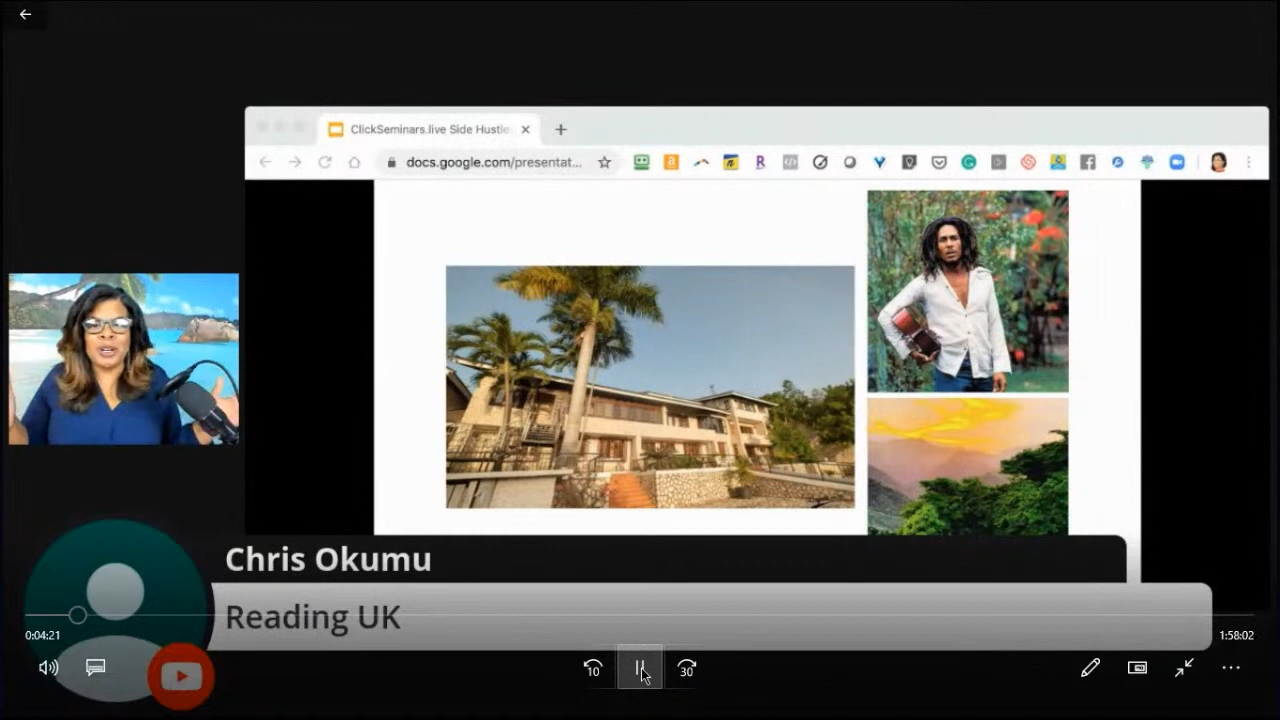 ClickSeminars.live Side Hustle
docs.google.com/presentat...
Chris Okumu
Reading UK
0:04:21
1:58:02
10
30